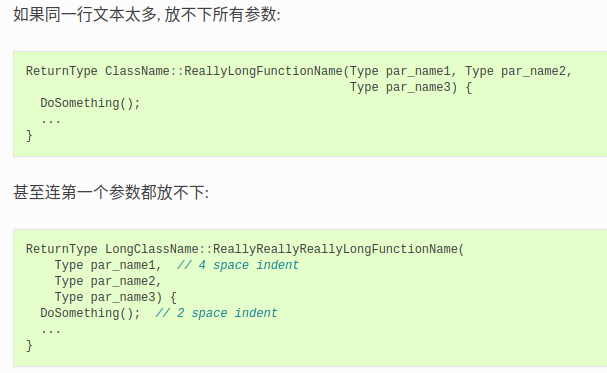 如果同一行文本太多, 放不下所有参数:
ReturnType ClassName::ReallyLongFunctionName(Type par_name1, Type par_name2,
                                             Type par_name3) {
  DoSomething();
  ...
}
甚至连第一个参数都放不下:
ReturnType LongClassName::ReallyReallyReallyLongFunctionName(
    Type par_name1,  // 4 space indent
    Type par_name2,
    Type par_name3) {
  DoSomething();  // 2 space indent
  ...
}